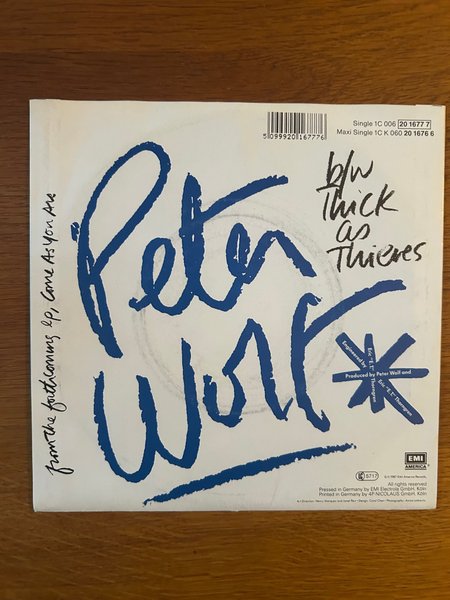 Single 1C 006 20 1677 7
Maxi Single 1C K 060 20 1676 6
5 099920 167776
b/w
Thick
as
Thieves
Peter
Wolf
from the forthcoming Lp, Come As You Are
Produced by Peter Wolf and
Eric "E.T." Thorngren
Engineered by
Eric "E.T." Thorngren
EMI
AMERICA
LC 5717
All rights reserved
Pressed in Germany by EMI Electrola GmbH, Köln
Printed in Germany by 4P NICOLAUS GmbH, Köln